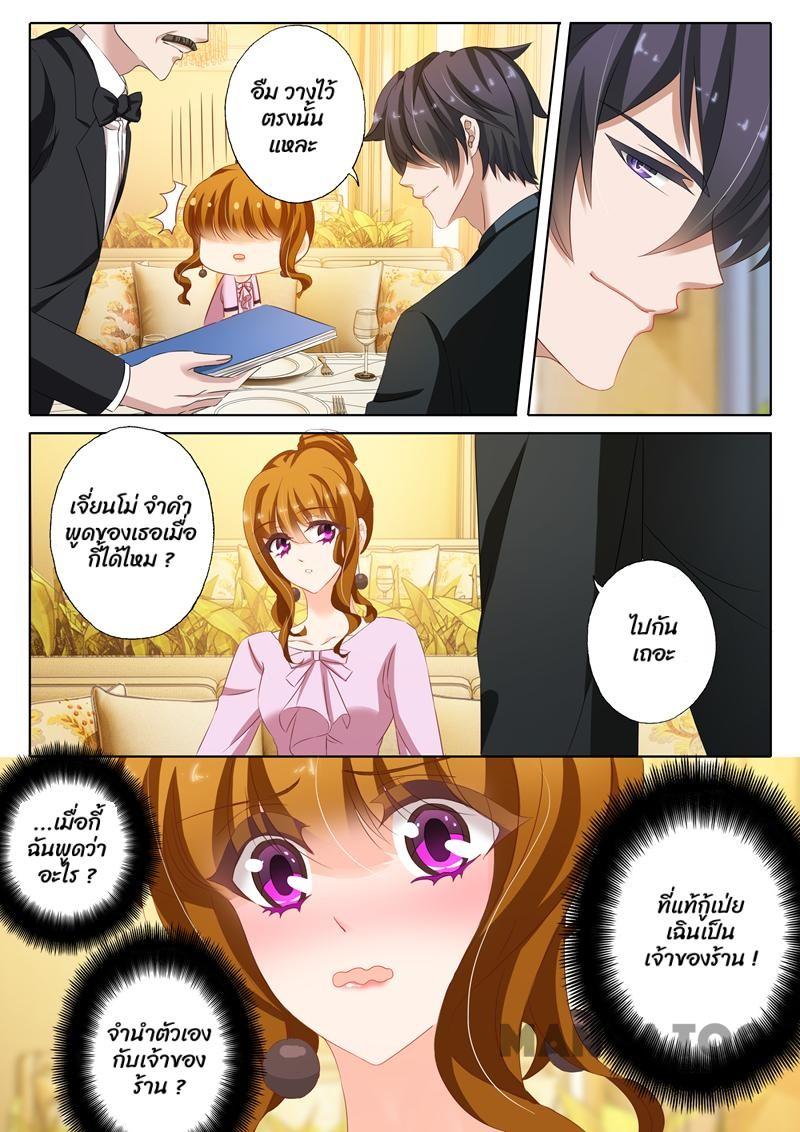 อืม วางไว้
ตรงนั้น
แหละ
เจี่ยนโม่ จำคำ
พูดของเธอเมื่อ
กี้ได้ไหม ?
ไปกัน
เถอะ
...เมื่อกี้
ฉันพูดว่า
อะไร ?
ที่แท้กู้เป่ย
เฉินเป็น
เจ้าของร้าน !
จำนำตัวเอง
กับเจ้าของ
ร้าน ?